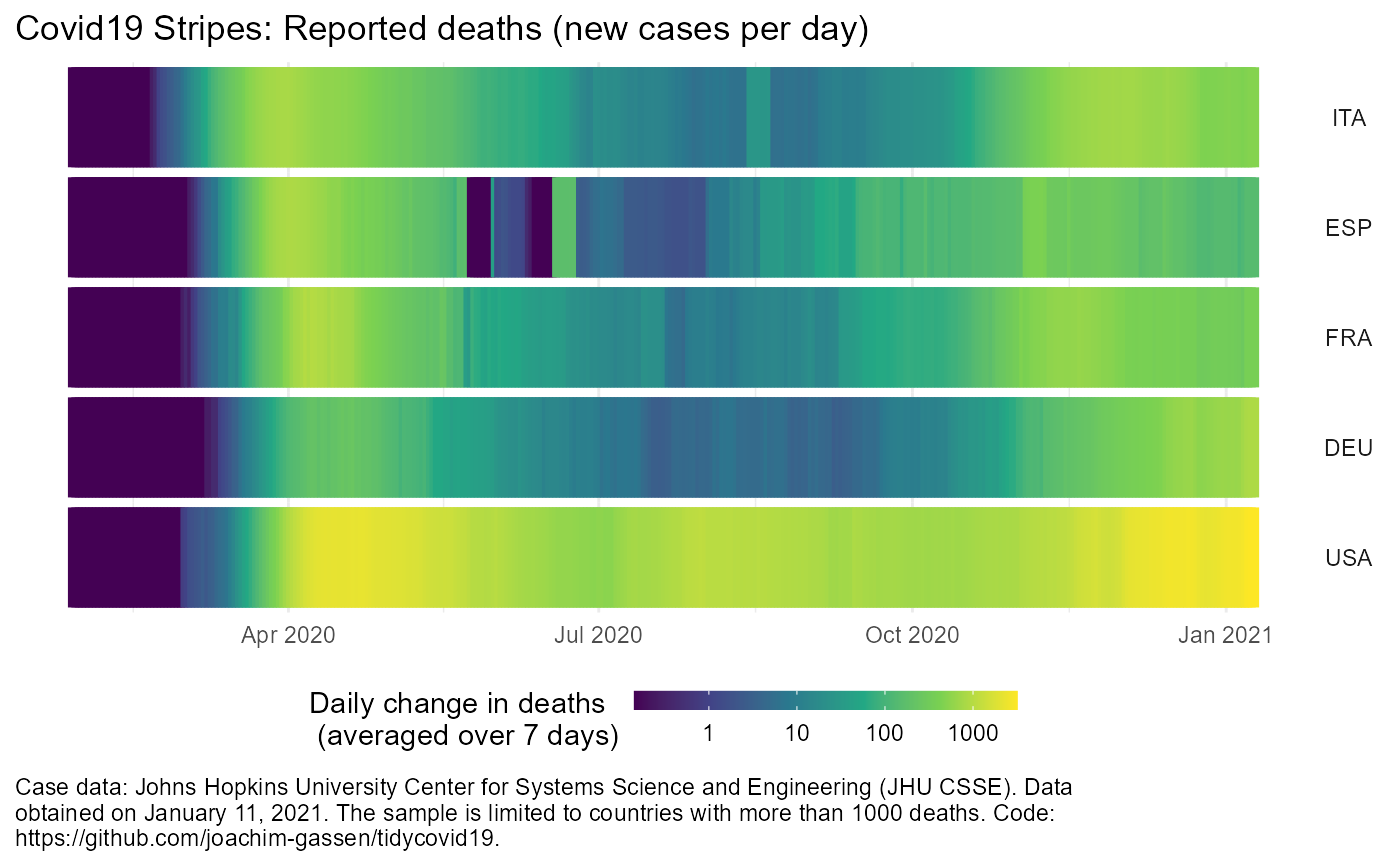 Covid19 Stripes: Reported deaths (new cases per day)
ITA
ESP
FRA
DEU
USA
Apr 2020 Jul 2020 Oct 2020 Jan 2021
Daily change in deaths
(averaged over 7 days)
1 10 100 1000
Case data: Johns Hopkins University Center for Systems Science and Engineering (JHU CSSE). Data
obtained on January 11, 2021. The sample is limited to countries with more than 1000 deaths. Code:
https://github.com/joachim-gassen/tidycovid19.